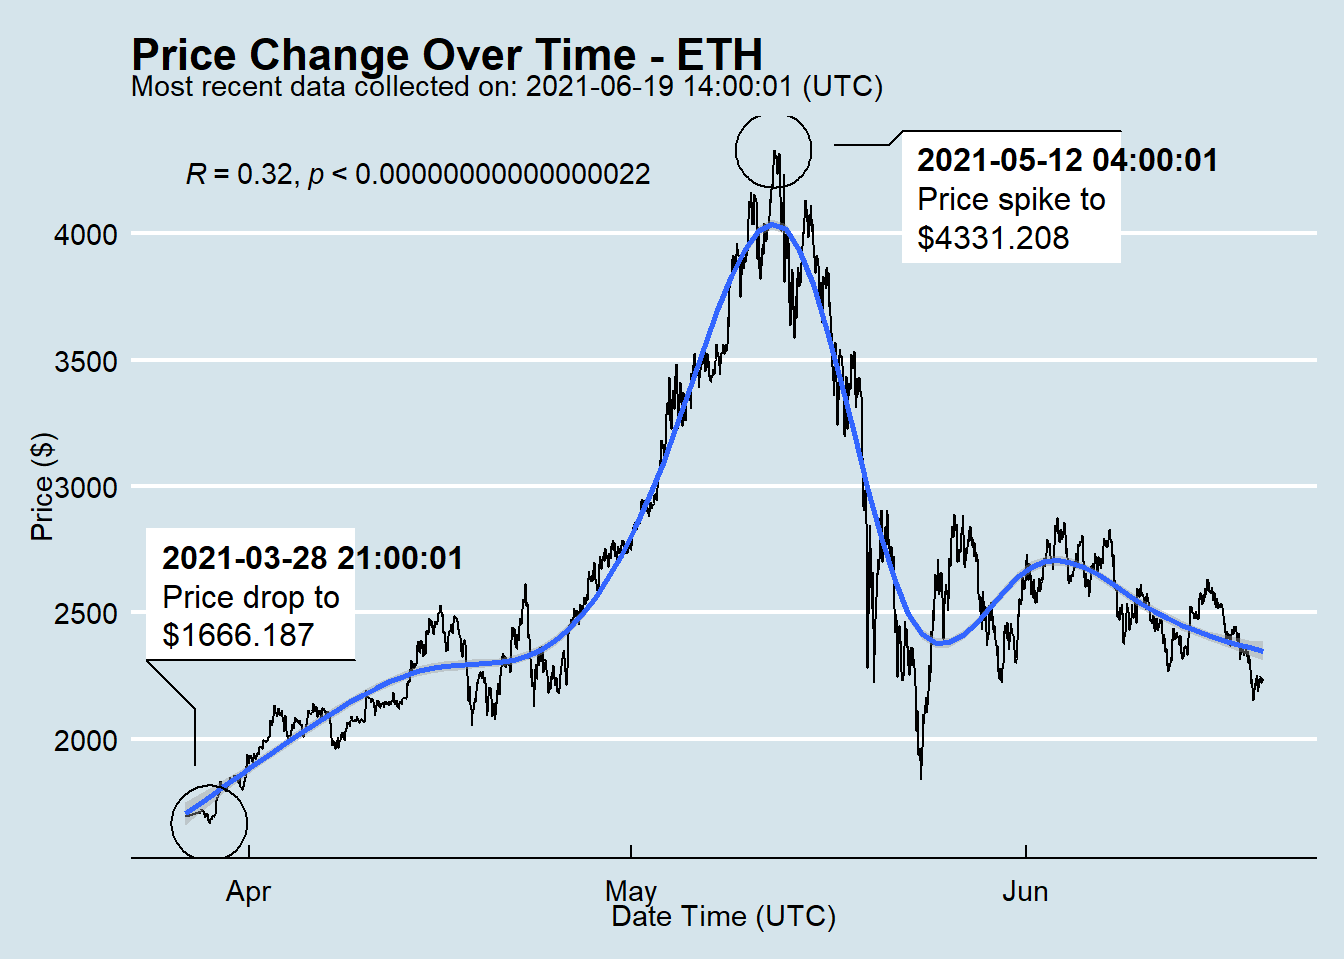 Price Change Over Time - ETH
Most recent data collected on: 2021-06-19 14:00:01 (UTC)
R = 0.32, p < 0.00000000000000022
2021-05-12 04:00:01
Price spike to
$4331.208
4000
3500
3000
2500
2000
Price ($)
2021-03-28 21:00:01
Price drop to
$1666.187
Apr
May
Jun
Date Time (UTC)